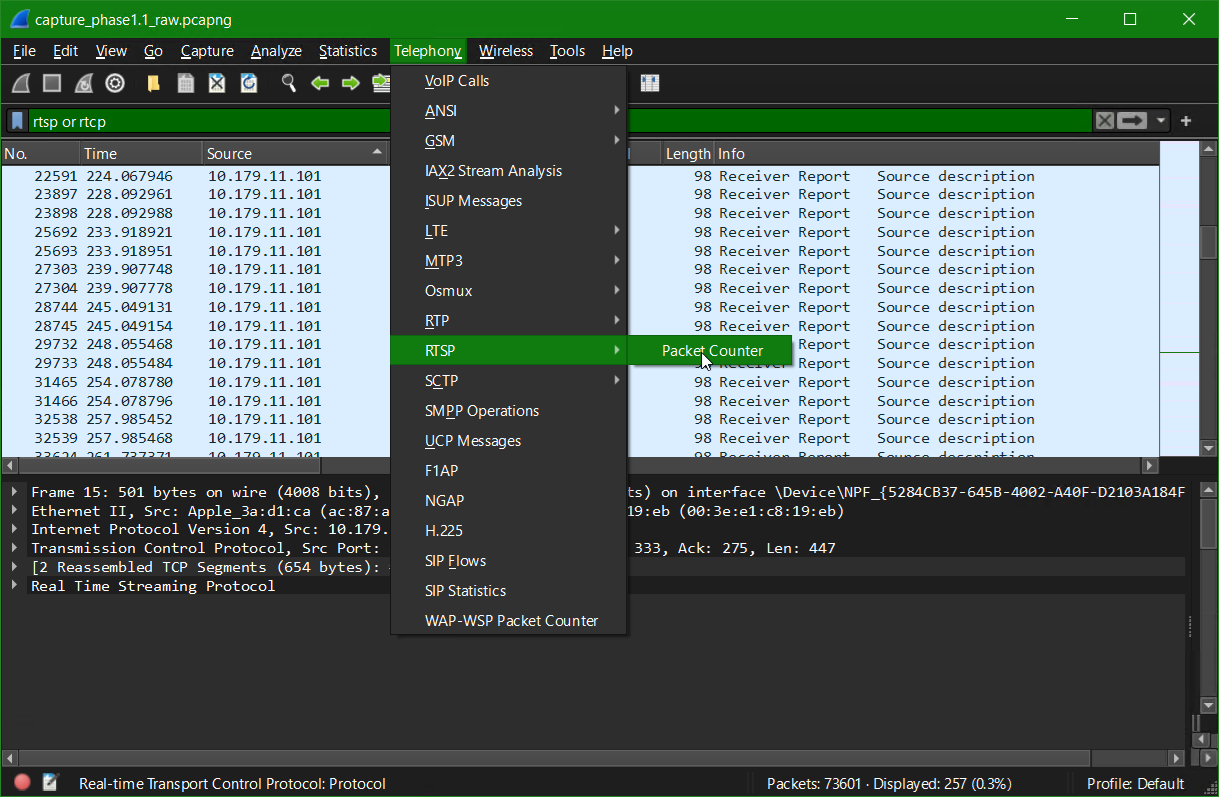 capture_phase1.1_raw.pcapng
File Edit View Go Capture Analyze Statistics Telephony Wireless Tools Help
rtsp or rtcp
No. Time Source Length Info
22591 224.067946 10.179.11.101 98 Receiver Report Source description
23897 228.092961 10.179.11.101 98 Receiver Report Source description
23898 228.092988 10.179.11.101 98 Receiver Report Source description
25692 233.918921 10.179.11.101 98 Receiver Report Source description
25693 233.918951 10.179.11.101 98 Receiver Report Source description
27303 239.907748 10.179.11.101 98 Receiver Report Source description
27304 239.907778 10.179.11.101 98 Receiver Report Source description
28744 245.049131 10.179.11.101 98 Receiver Report Source description
28745 245.049154 10.179.11.101 98 Receiver Report Source description
29732 248.055468 10.179.11.101 Source description
29733 248.055484 10.179.11.101 98 Receiver Report Source description
31465 254.078780 10.179.11.101 98 Receiver Report Source description
31466 254.078796 10.179.11.101 98 Receiver Report Source description
32538 257.985452 10.179.11.101 98 Receiver Report Source description
32539 257.985468 10.179.11.101 98 Receiver Report Source description
33624 261.737371 10.179.11.101 98 Receiver Report Source description
VoIP Calls
ANSI
GSM
IAX2 Stream Analysis
ISUP Messages
LTE
MTP3
Osmux
RTP
RTSP
Packet Counter
SCTP
SMPP Operations
UCP Messages
F1AP
NGAP
H.225
SIP Flows
SIP Statistics
WAP-WSP Packet Counter
Frame 15: 501 bytes on wire (4008 bits), ts) on interface \Device\NPF_{5284CB37-645B-4002-A40F-D2103A184F
Ethernet II, Src: Apple_3a:d1:ca (ac:87:a 19:eb (00:3e:e1:c8:19:eb)
Internet Protocol Version 4, Src: 10.179.
Transmission Control Protocol, Src Port: 333, Ack: 275, Len: 447
[2 Reassembled TCP Segments (654 bytes):
Real Time Streaming Protocol
Real-time Transport Control Protocol: Protocol
Packets: 73601 · Displayed: 257 (0.3%)
Profile: Default